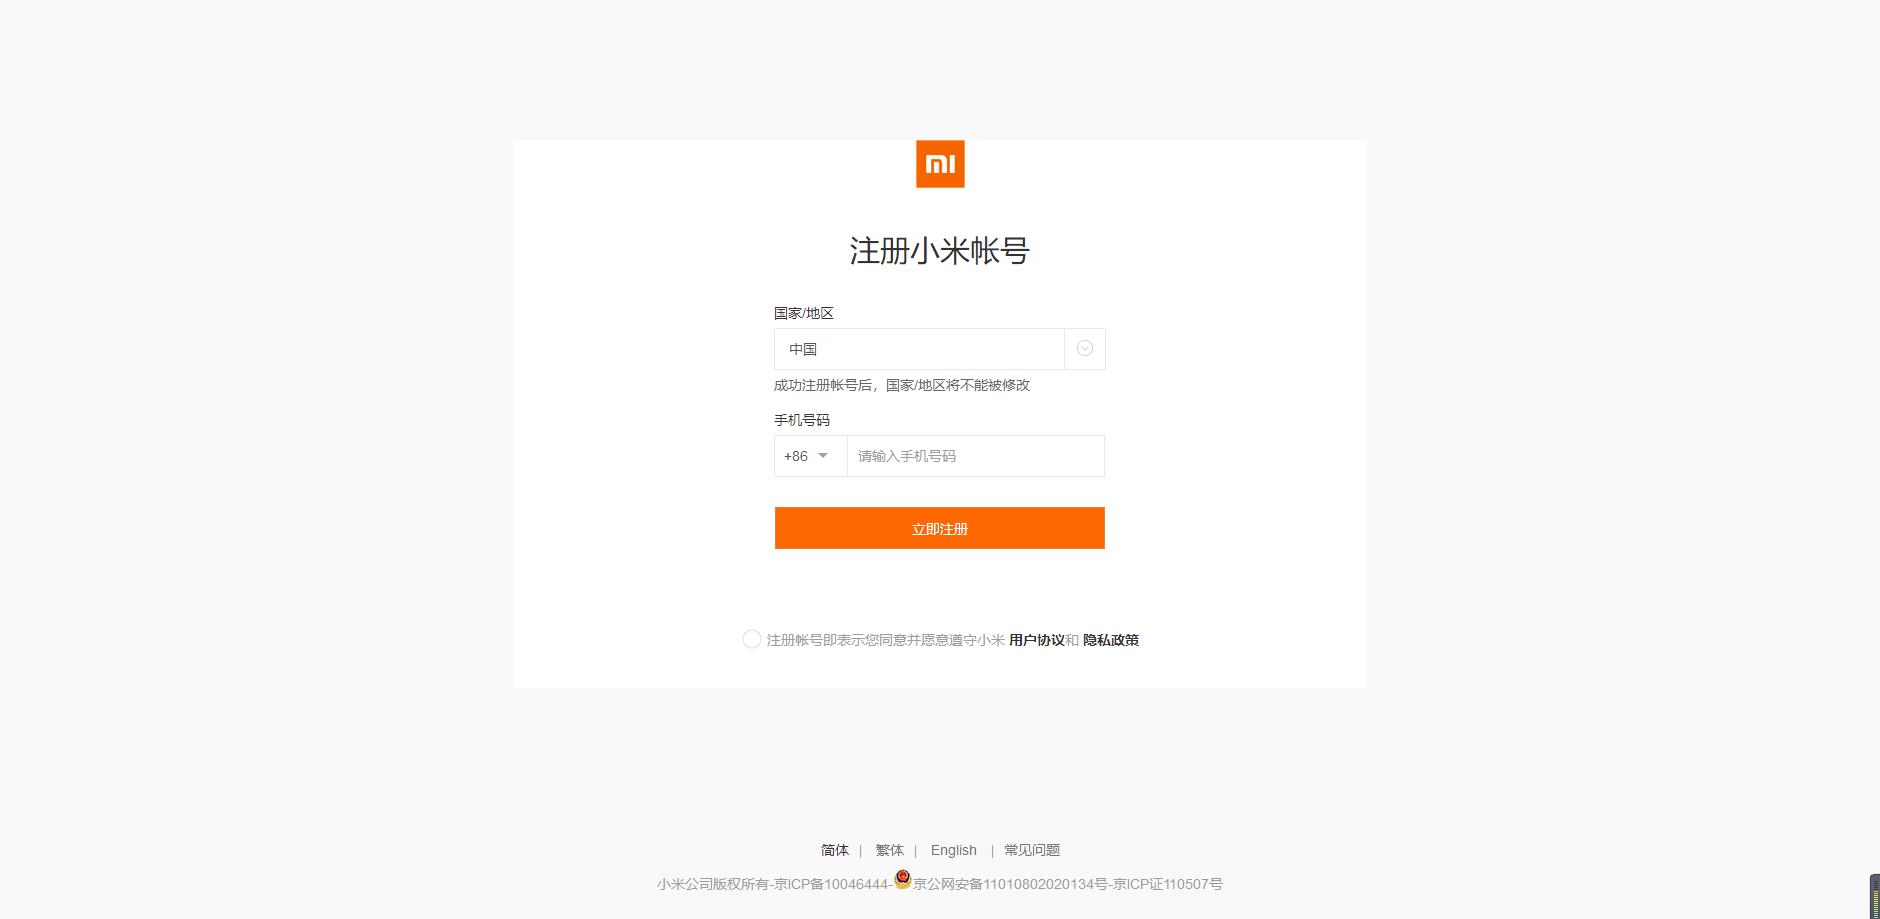 mi
注册小米帐号
国家/地区
中国
成功注册帐号后，国家/地区将不能被修改
手机号码
+86 请输入手机号码
立即注册
注册帐号即表示您同意并愿意遵守小米 用户协议和 隐私政策
简体 | 繁体 | English | 常见问题
小米公司版权所有-京ICP备10046444-京公网安备11010802020134号-京ICP证110507号